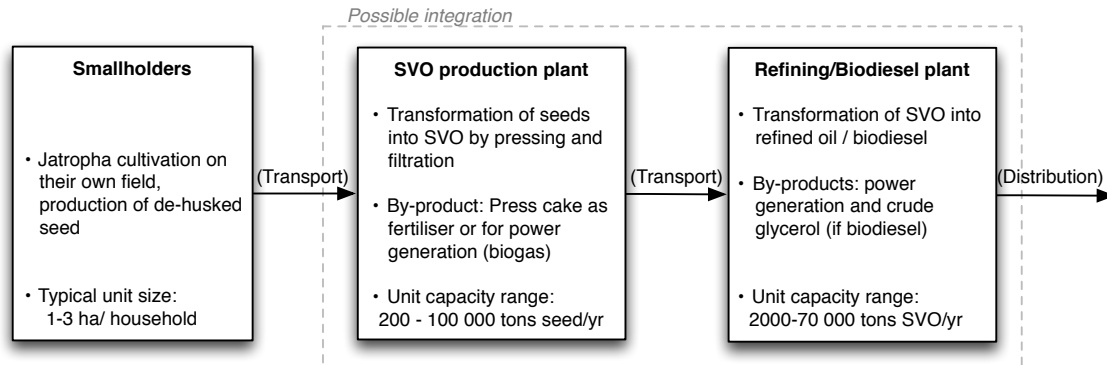 Possible integration
Smallholders
• Jatropha cultivation on
their own field,
production of de-husked
seed
• Typical unit size:
1-3 ha/ household
(Transport)
SVO production plant
• Transformation of seeds
into SVO by pressing and
filtration
• By-product: Press cake as
fertiliser or for power
generation (biogas)
• Unit capacity range:
200 - 100 000 tons seed/yr
(Transport)
Refining/Biodiesel plant
• Transformation of SVO into
refined oil / biodiesel
• By-products: power
generation and crude
glycerol (if biodiesel)
• Unit capacity range:
2000-70 000 tons SVO/yr
(Distribution)